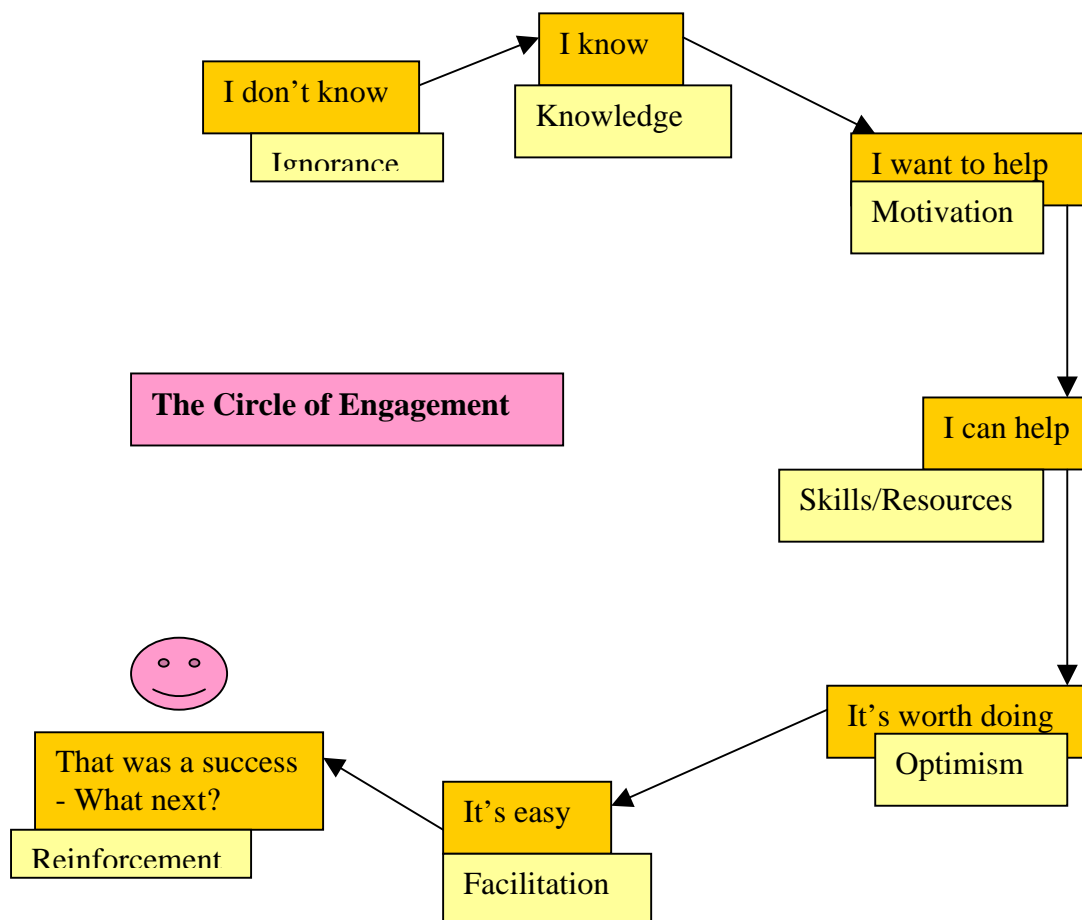 I don’t know
Ignorance
I know
Knowledge
I want to help
Motivation
The Circle of Engagement
I can help
Skills/Resources
It’s worth doing
Optimism
It’s easy
Facilitation
That was a success
- What next?
Reinforcement